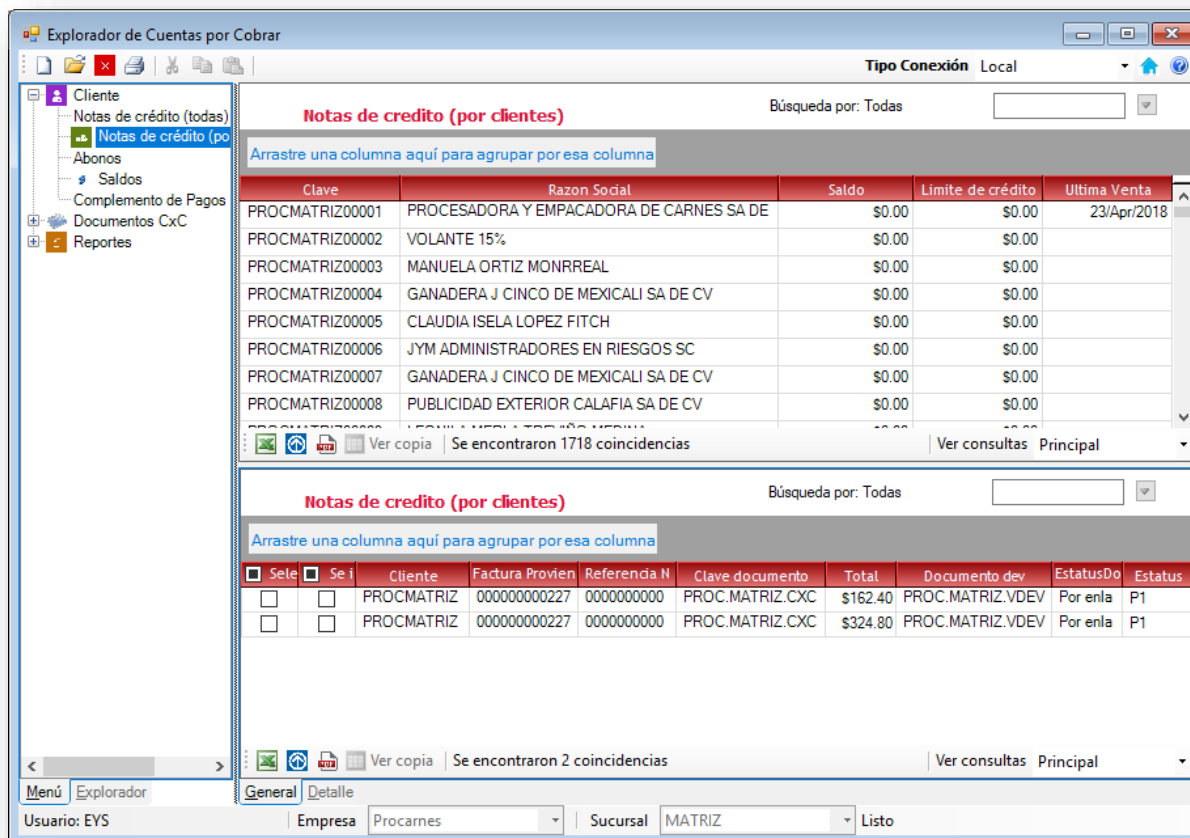 Explorador de Cuentas por Cobrar
Tipo Conexión Local
Cliente
Notas de crédito (todas)
Notas de crédito (po
Abonos
Saldos
Complemento de Pagos
Documentos CxC
Reportes
Notas de credito (por clientes)
Búsqueda por: Todas
Arrastre una columna aquí para agrupar por esa columna
Clave Razon Social Saldo Limite de crédito Ultima Venta
PROCMATRIZ00001 PROCESADORA Y EMPACADORA DE CARNES SA DE $0.00 $0.00 23/Apr/2018
PROCMATRIZ00002 VOLANTE 15% $0.00 $0.00
PROCMATRIZ00003 MANUELA ORTIZ MONRREAL $0.00 $0.00
PROCMATRIZ00004 GANADERA J CINCO DE MEXICALI SA DE CV $0.00 $0.00
PROCMATRIZ00005 CLAUDIA ISELA LOPEZ FITCH $0.00 $0.00
PROCMATRIZ00006 JYM ADMINISTRADORES EN RIESGOS SC $0.00 $0.00
PROCMATRIZ00007 GANADERA J CINCO DE MEXICALI SA DE CV $0.00 $0.00
PROCMATRIZ00008 PUBLICIDAD EXTERIOR CALAFIA SA DE CV $0.00 $0.00
Ver copia Se encontraron 1718 coincidencias Ver consultas Principal
Notas de credito (por clientes)
Búsqueda por: Todas
Arrastre una columna aquí para agrupar por esa columna
Sele Se i Cliente Factura Provien Referencia N Clave documento Total Documento dev EstatusDo Estatus
PROCMATRIZ 000000000227 0000000000 PROC.MATRIZ.CXC $162.40 PROC.MATRIZ.VDEV Por enla P1
PROCMATRIZ 000000000227 0000000000 PROC.MATRIZ.CXC $324.80 PROC.MATRIZ.VDEV Por enla P1
Ver copia Se encontraron 2 coincidencias Ver consultas Principal
Menú Explorador General Detalle
Usuario: EYS Empresa Procarnes Sucursal MATRIZ Listo